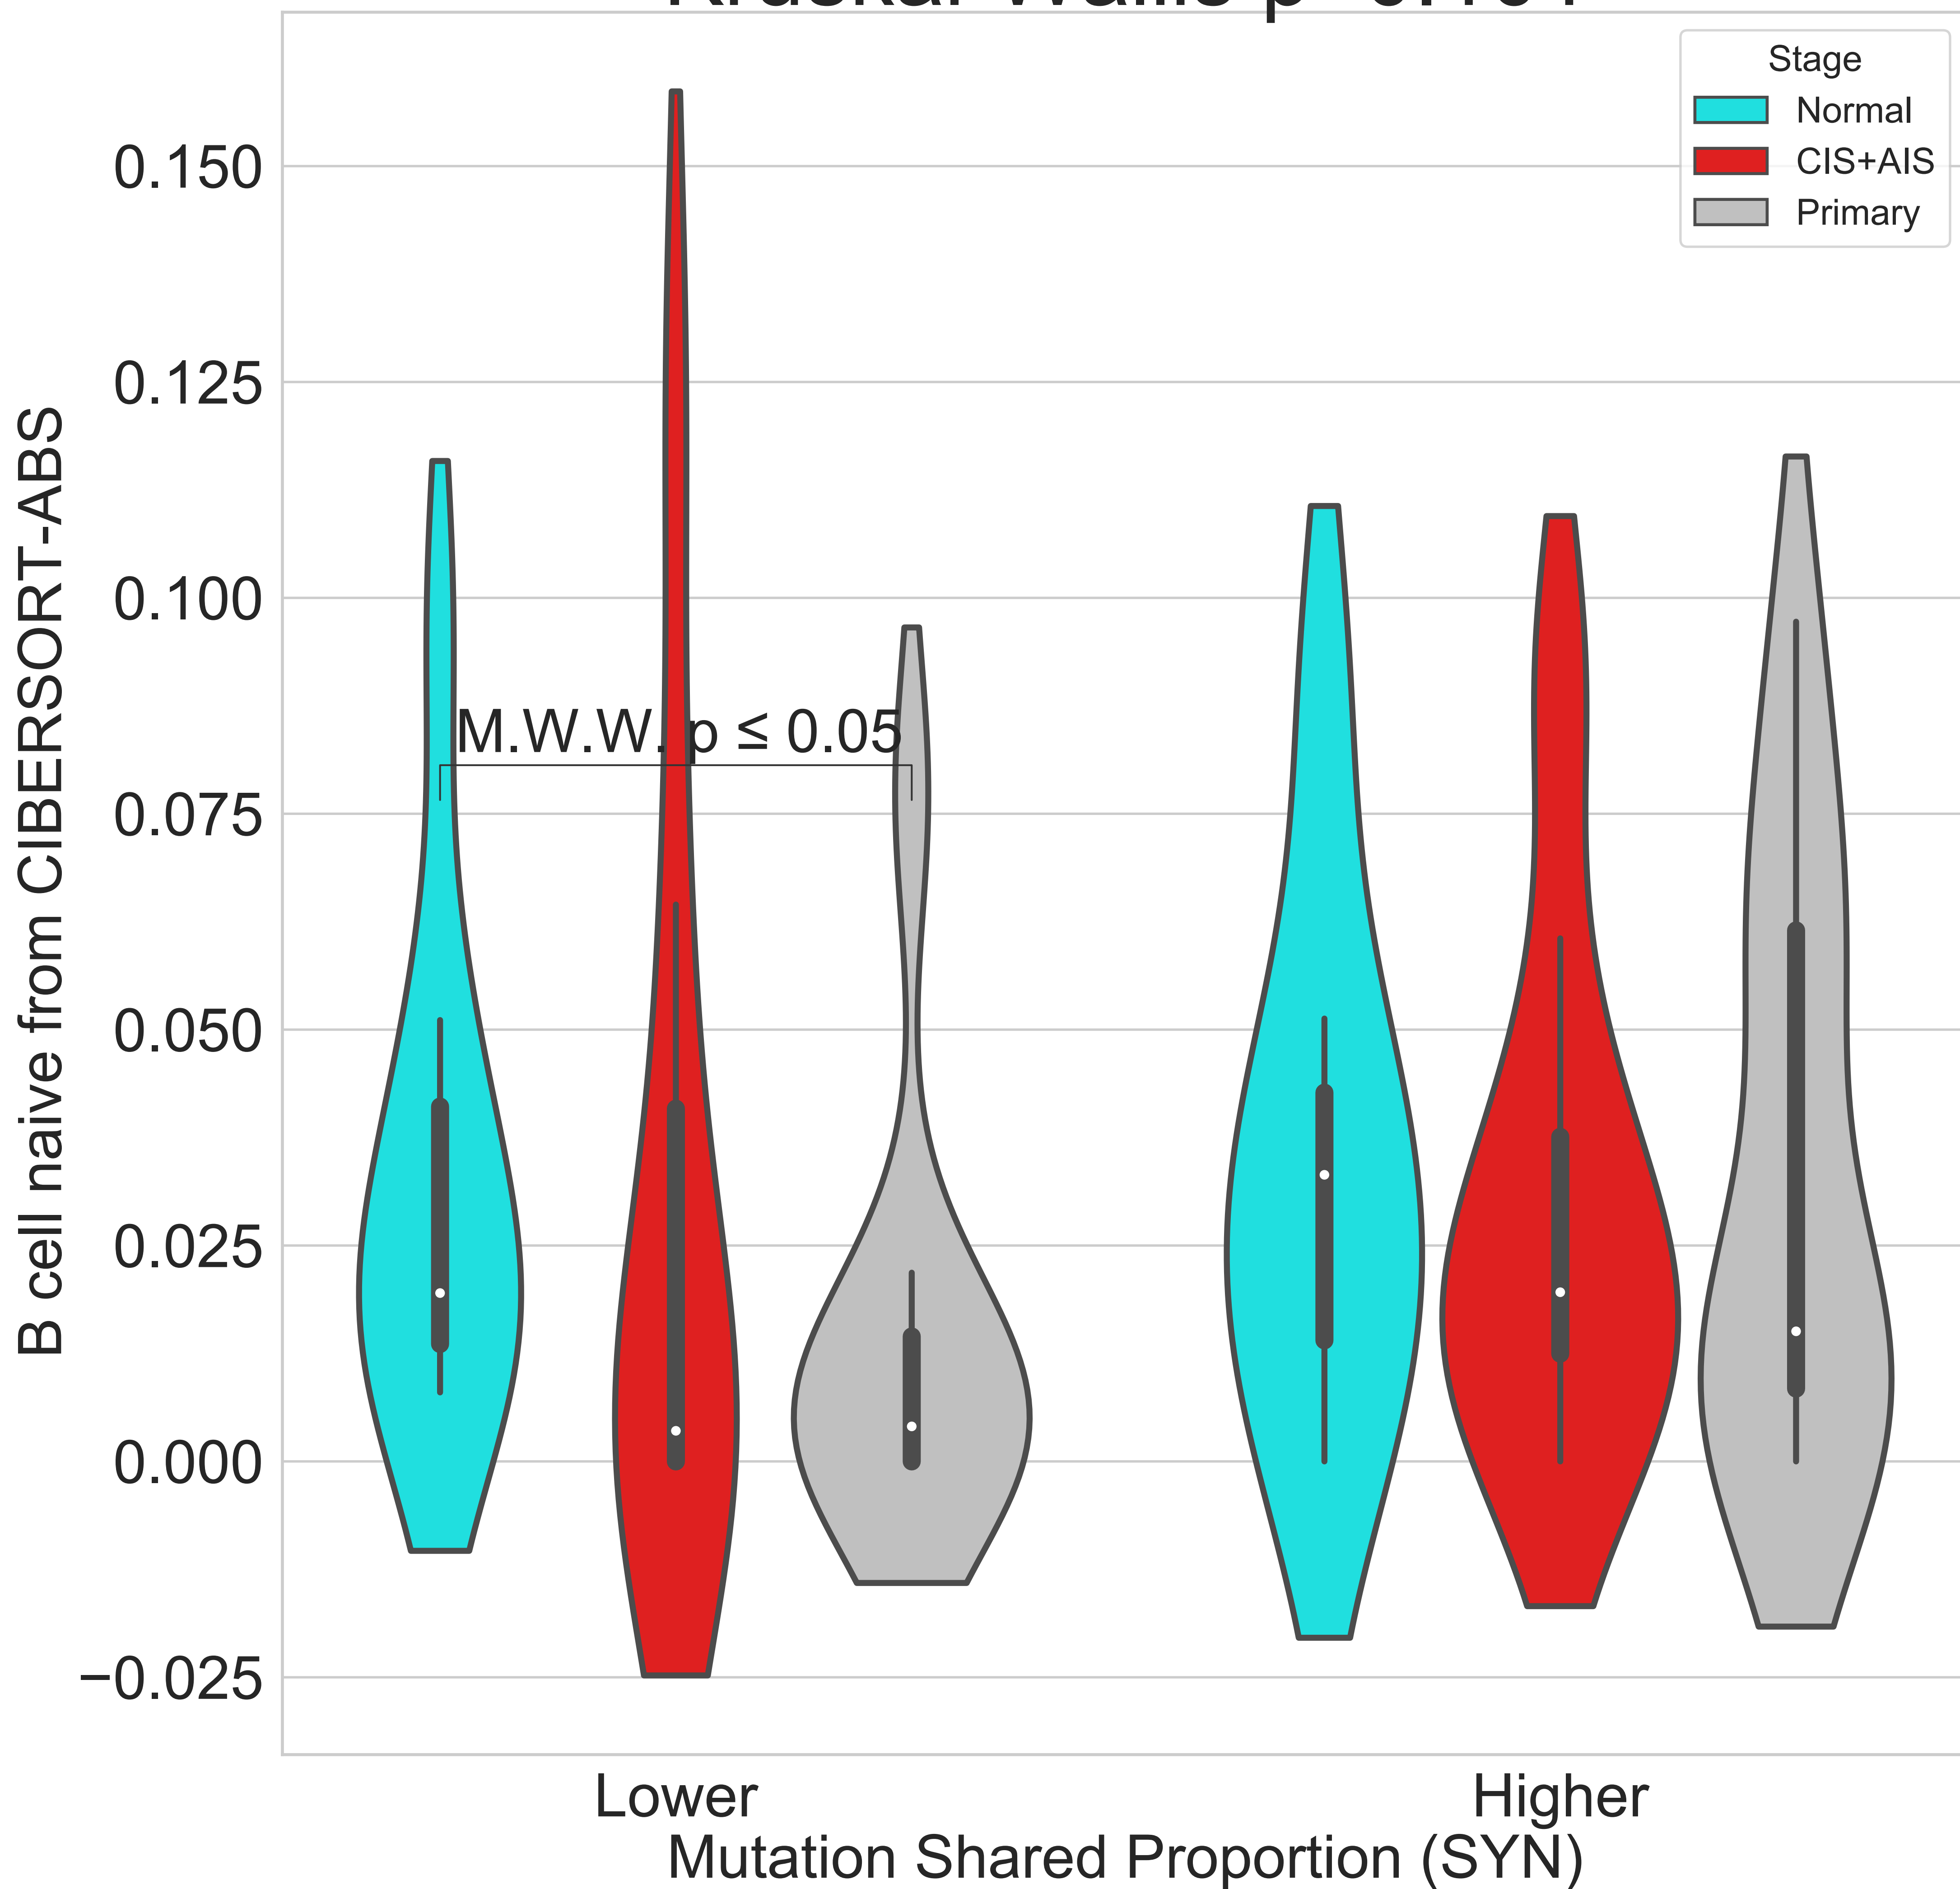 Stage
Normal
CIS+AIS
Primary
0.150
0.125
0.100
0.075
0.050
0.025
0.000
−0.025
B cell naive from CIBERSORT-ABS
M.W.W. p ≤ 0.05
Lower
Higher
Mutation Shared Proportion (SYN)